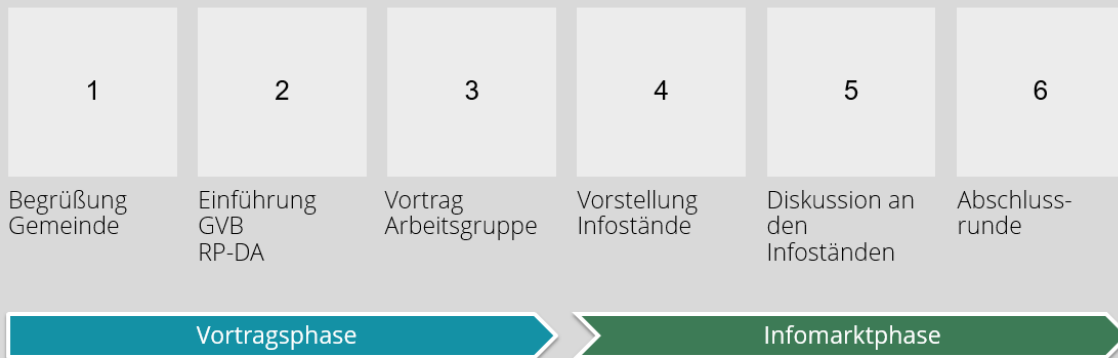 1
2
3
4
5
6
Begrüßung
Gemeinde
Einführung
GVB
RP-DA
Vortrag
Arbeitsgruppe
Vorstellung
Infostände
Diskussion an
den
Infoständen
Abschluss-
runde
Vortragsphase
Infomarktphase